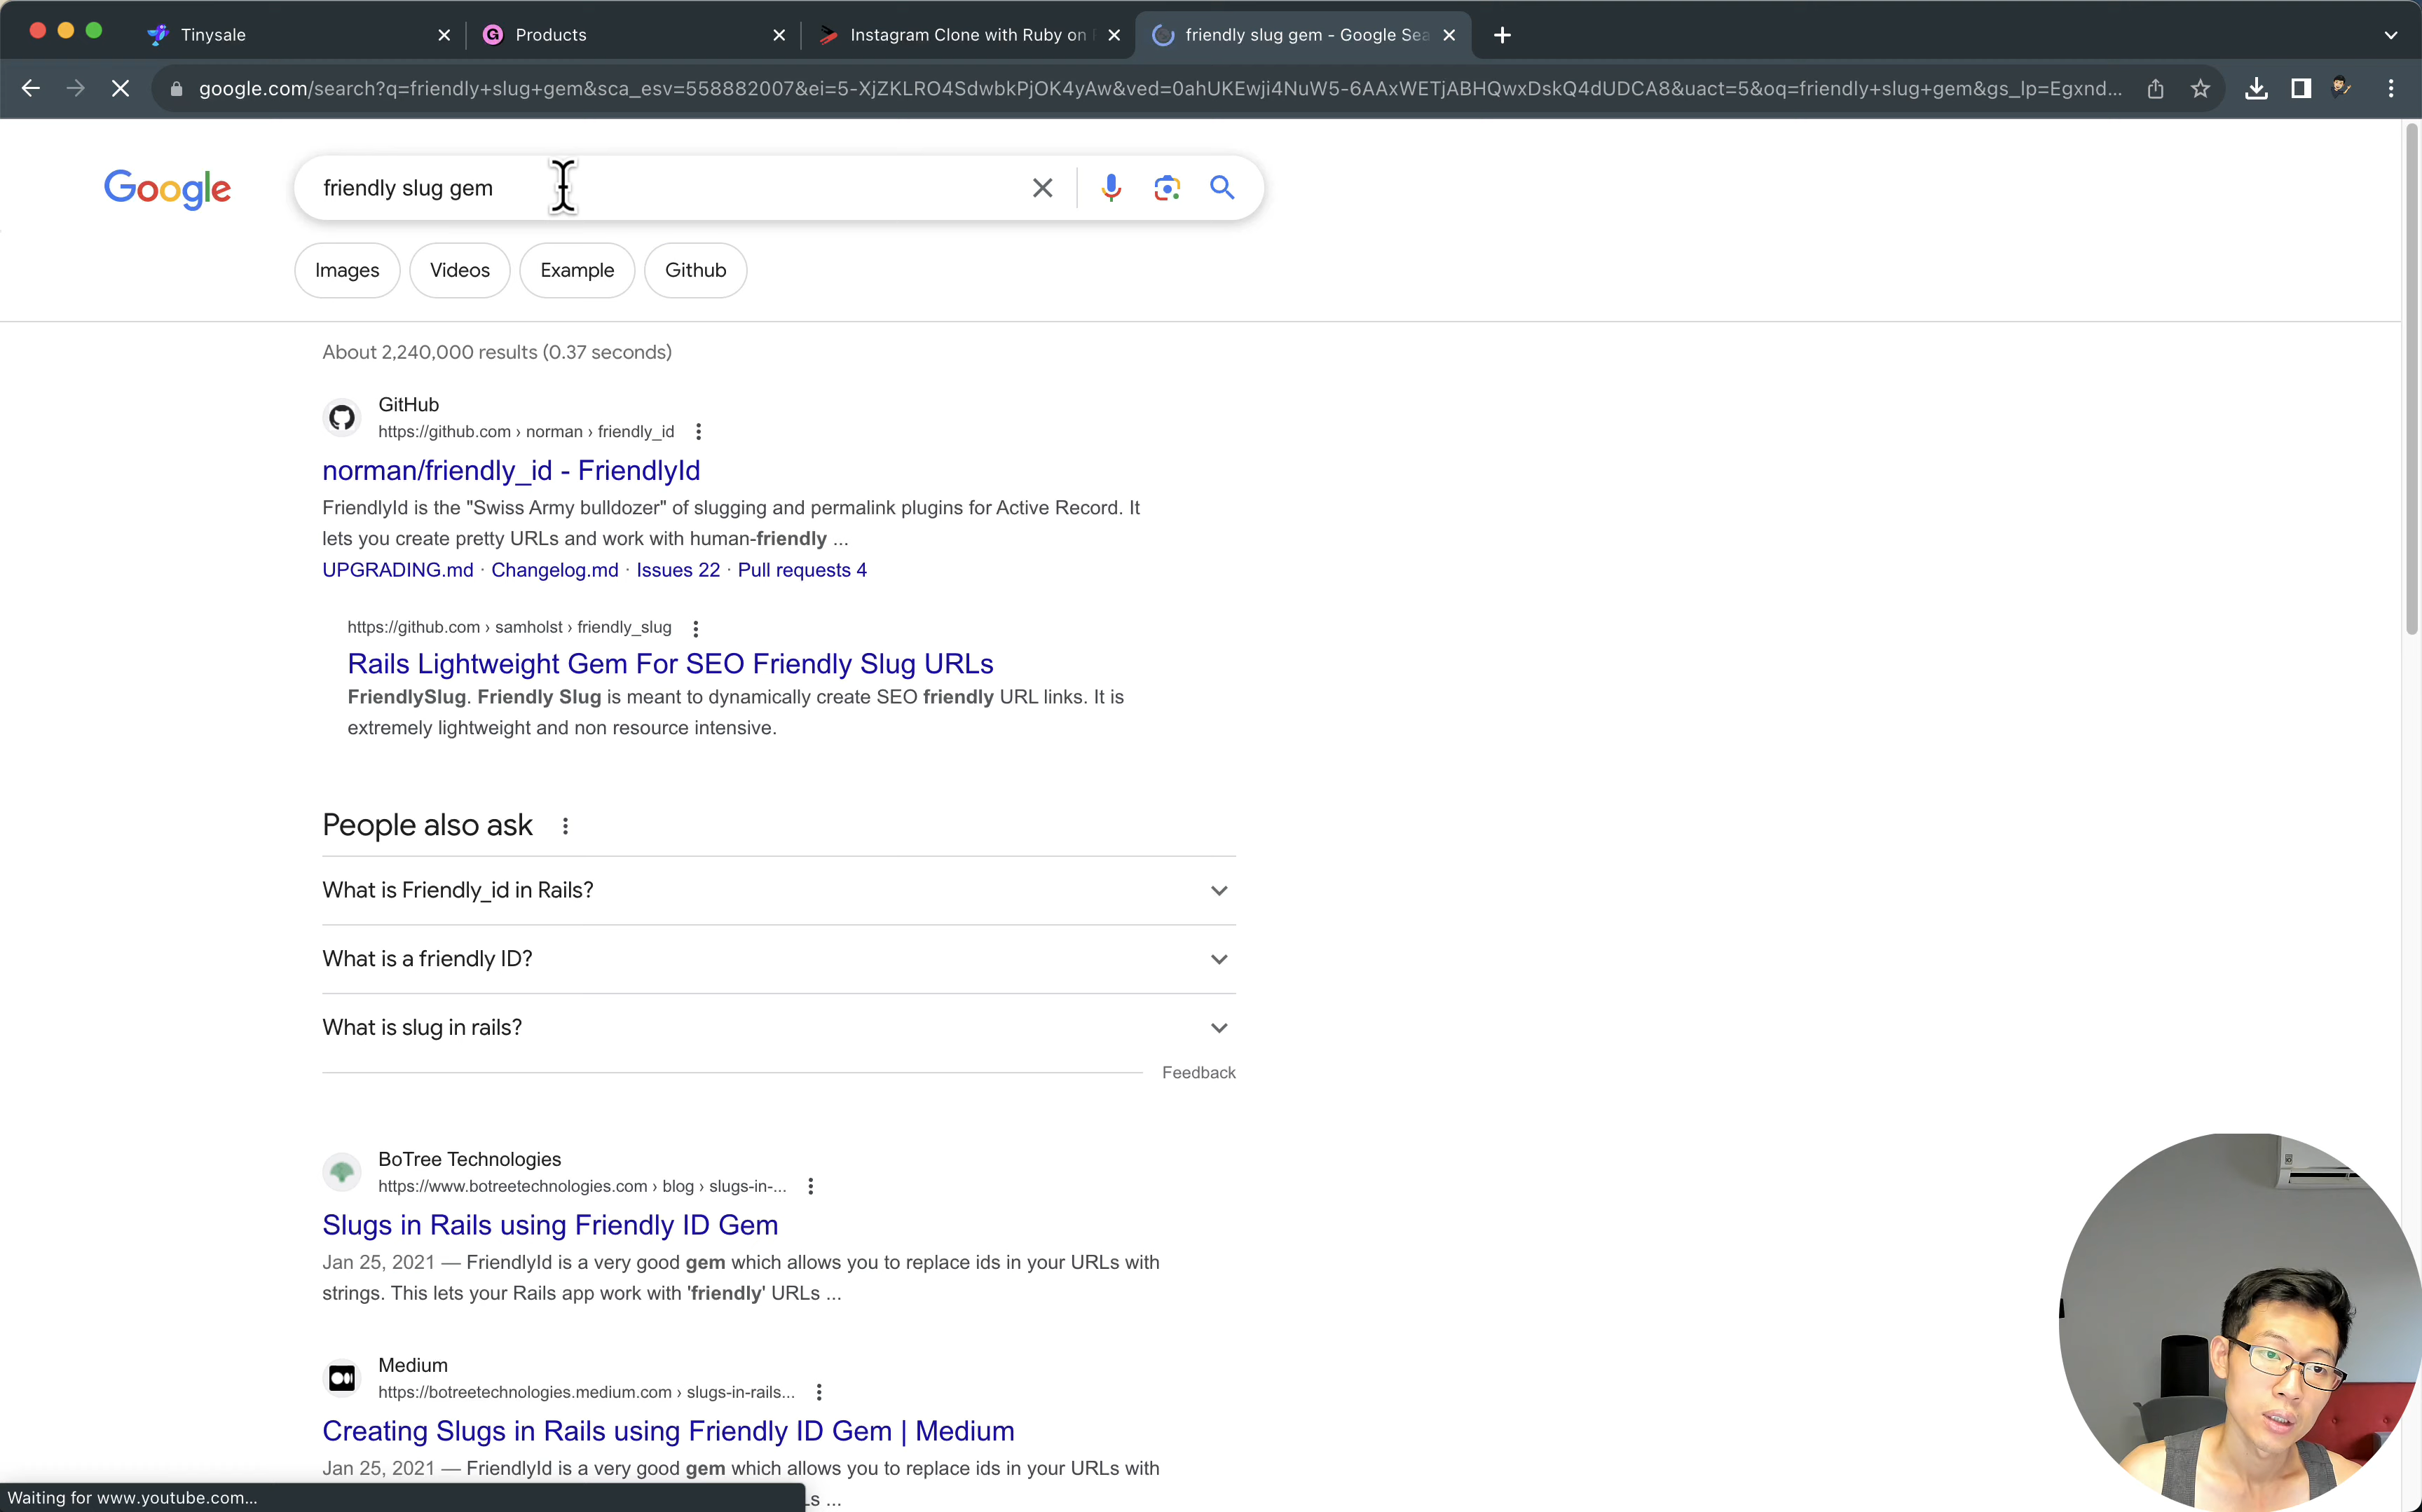 Tinysale
Products
Instagram Clone with Ruby on
friendly slug gem - Google Sea
google.com/search?q=friendly+slug+gem&sca_esv=558882007&ei=5-XjZKLRO4SdwbkPjOK4yAw&ved=0ahUKEwji4NuW5-6AAxWETjABHQwxDskQ4dUDCA8&uact=5&oq=friendly+slug+gem&gs_lp=Egxnd...
Google
friendly slug gem
Images
Videos
Example
Github
About 2,240,000 results (0.37 seconds)
GitHub
https://github.com › norman › friendly_id
norman/friendly_id - FriendlyId
FriendlyId is the "Swiss Army bulldozer" of slugging and permalink plugins for Active Record. It
lets you create pretty URLs and work with human-friendly ...
UPGRADING.md · Changelog.md · Issues 22 · Pull requests 4
https://github.com › samholst › friendly_slug
Rails Lightweight Gem For SEO Friendly Slug URLs
FriendlySlug. Friendly Slug is meant to dynamically create SEO friendly URL links. It is
extremely lightweight and non resource intensive.
People also ask
What is Friendly_id in Rails?
What is a friendly ID?
What is slug in rails?
Feedback
BoTree Technologies
https://www.botreetechnologies.com › blog › slugs-in-...
Slugs in Rails using Friendly ID Gem
Jan 25, 2021 — FriendlyId is a very good gem which allows you to replace ids in your URLs with
strings. This lets your Rails app work with 'friendly' URLs ...
Medium
https://botreetechnologies.medium.com › slugs-in-rails...
Creating Slugs in Rails using Friendly ID Gem | Medium
Jan 25, 2021 — FriendlyId is a very good gem which allows you to replace ids in your URLs with
Waiting for www.youtube.com...